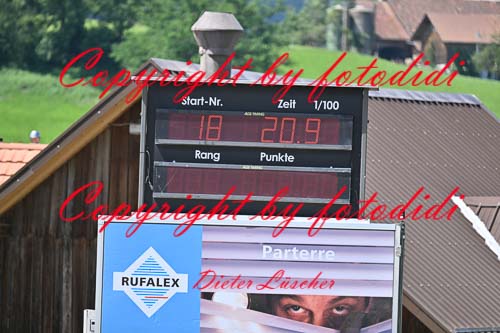 Copyright by fotodidi
Start-Nr. Zeit 1/100
18 20.9
Rang Punkte
Copyright by fotodidi
Parterre
RUFALEX
Dieter Lüscher